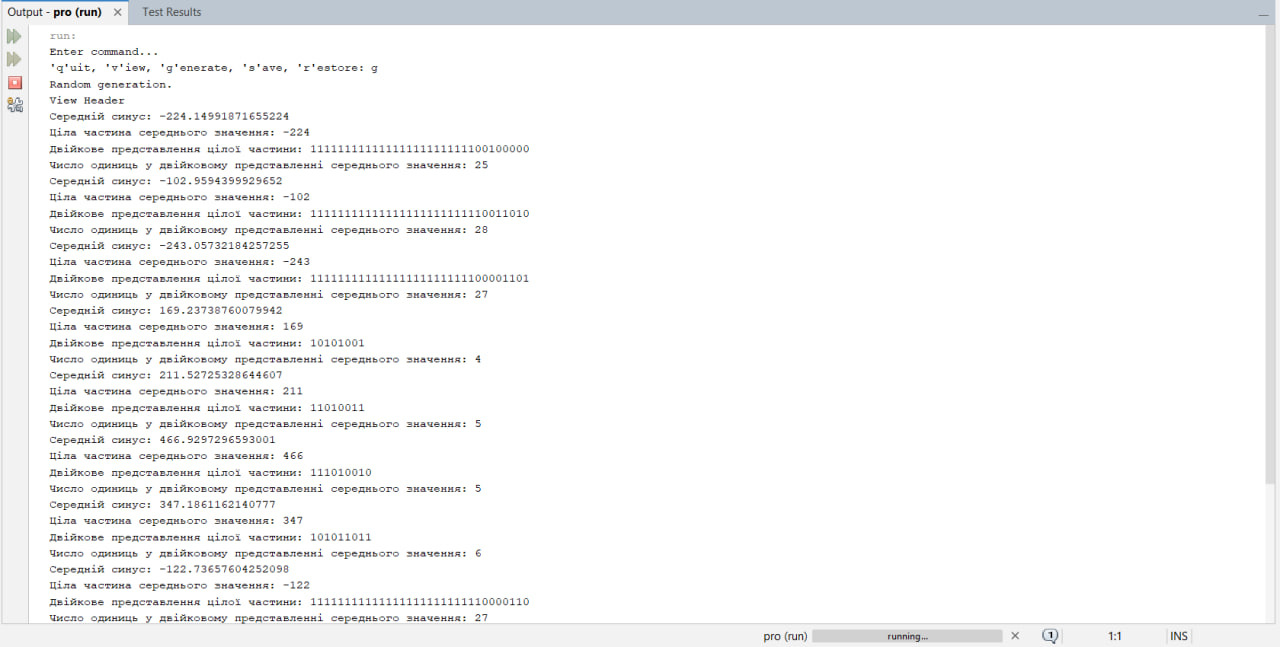 Output - pro (run) × Test Results
run:
Enter command...
'q'uit, 'v'iew, 'g'enerate, 's'ave, 'r'estore: g
Random generation.
View Header
Середній синус: -224.14991871655224
Ціла частина середнього значення: -224
Двійкове представлення цілої частини: 11111111111111111111111100100000
Число одиниць у двійковому представленні середнього значення: 25
Середній синус: -102.9594399929652
Ціла частина середнього значення: -102
Двійкове представлення цілої частини: 11111111111111111111111110011010
Число одиниць у двійковому представленні середнього значення: 28
Середній синус: -243.05732184257255
Ціла частина середнього значення: -243
Двійкове представлення цілої частини: 11111111111111111111111100001101
Число одиниць у двійковому представленні середнього значення: 27
Середній синус: 169.23738760079942
Ціла частина середнього значення: 169
Двійкове представлення цілої частини: 10101001
Число одиниць у двійковому представленні середнього значення: 4
Середній синус: 211.52725328644607
Ціла частина середнього значення: 211
Двійкове представлення цілої частини: 11010011
Число одиниць у двійковому представленні середнього значення: 5
Середній синус: 466.9297296593001
Ціла частина середнього значення: 466
Двійкове представлення цілої частини: 111010010
Число одиниць у двійковому представленні середнього значення: 5
Середній синус: 347.1861162140777
Ціла частина середнього значення: 347
Двійкове представлення цілої частини: 101011011
Число одиниць у двійковому представленні середнього значення: 6
Середній синус: -122.73657604252098
Ціла частина середнього значення: -122
Двійкове представлення цілої частини: 11111111111111111111111110000110
Число одиниць у двійковому представленні середнього значення: 27
pro (run) running... × 1 1:1 INS